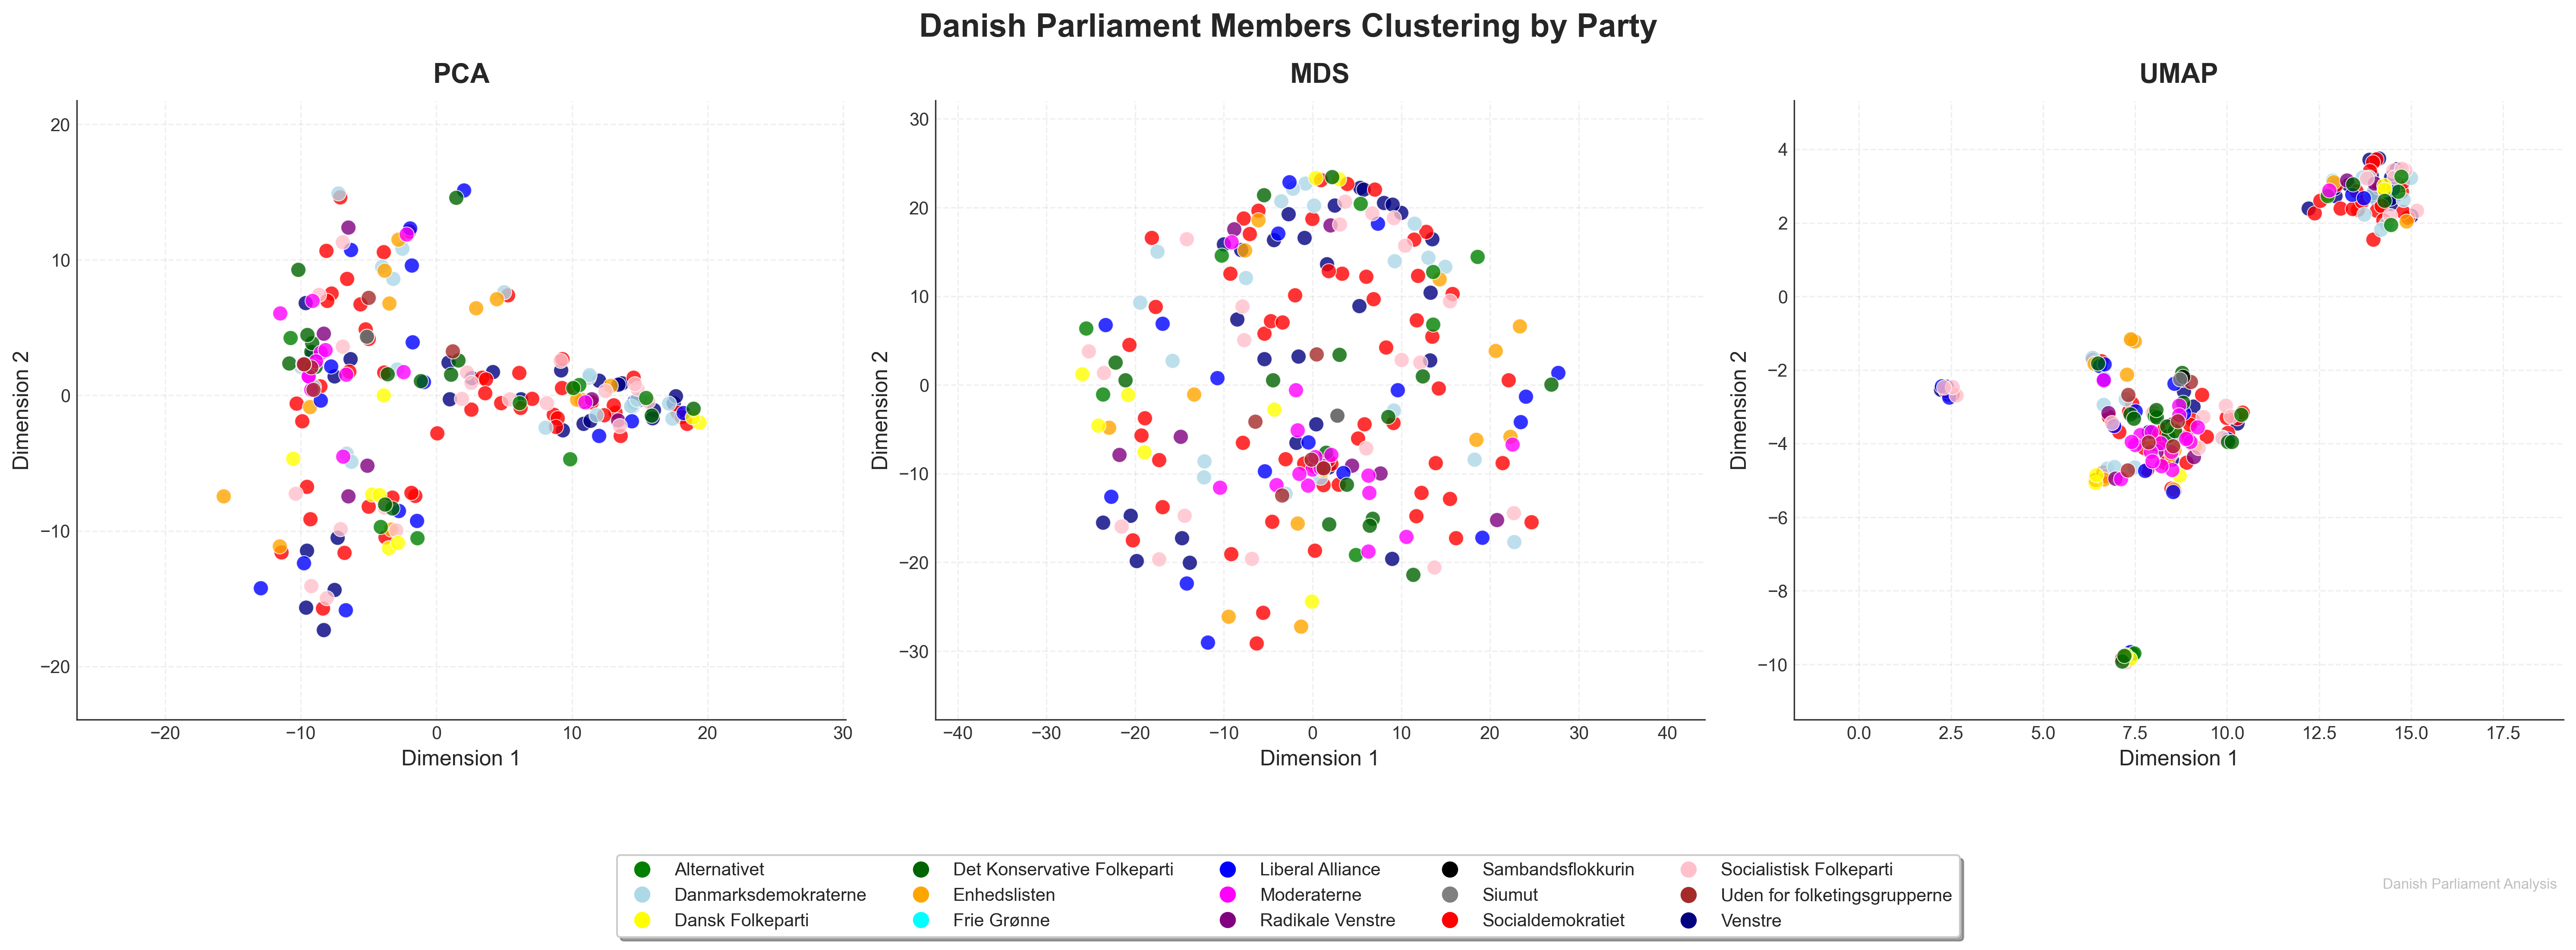 Danish Parliament Members Clustering by Party
PCA
20
10
0
−10
−20
−20
−10
0
10
20
30
Dimension 1
Dimension 2
MDS
30
20
10
0
−10
−20
−30
−40
−30
−20
−10
0
10
20
30
40
Dimension 1
Dimension 2
UMAP
4
2
0
−2
−4
−6
−8
−10
0.0
2.5
5.0
7.5
10.0
12.5
15.0
17.5
Dimension 1
Dimension 2
Alternativet
Danmarksdemokraterne
Dansk Folkeparti
Det Konservative Folkeparti
Enhedslisten
Frie Grønne
Liberal Alliance
Moderaterne
Radikale Venstre
Sambandsflokkurin
Siumut
Socialdemokratiet
Socialistisk Folkeparti
Uden for folketingsgrupperne
Venstre
Danish Parliament Analysis